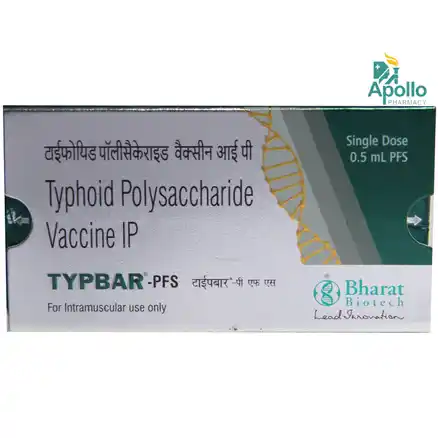 Apollo
PHARMACY
टाईफोयिड पॉलीसैकेराइड वैक्सीन आई पी
Typhoid Polysaccharide
Vaccine IP
TYPBAR®-PFS टाईपबार®-पी एफ एस
For Intramuscular use only
Single Dose
0.5 mL PFS
Bharat
Biotech
Lead Innovation